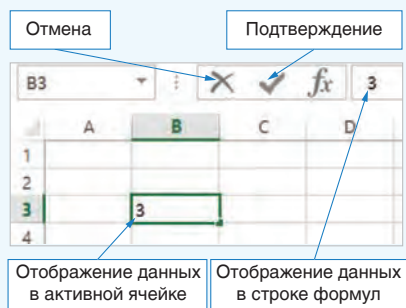 Отмена
Подтверждение
B3
fx
3
A B C D
1
2
3 3
4
Отображение данных
в активной ячейке
Отображение данных
в строке формул